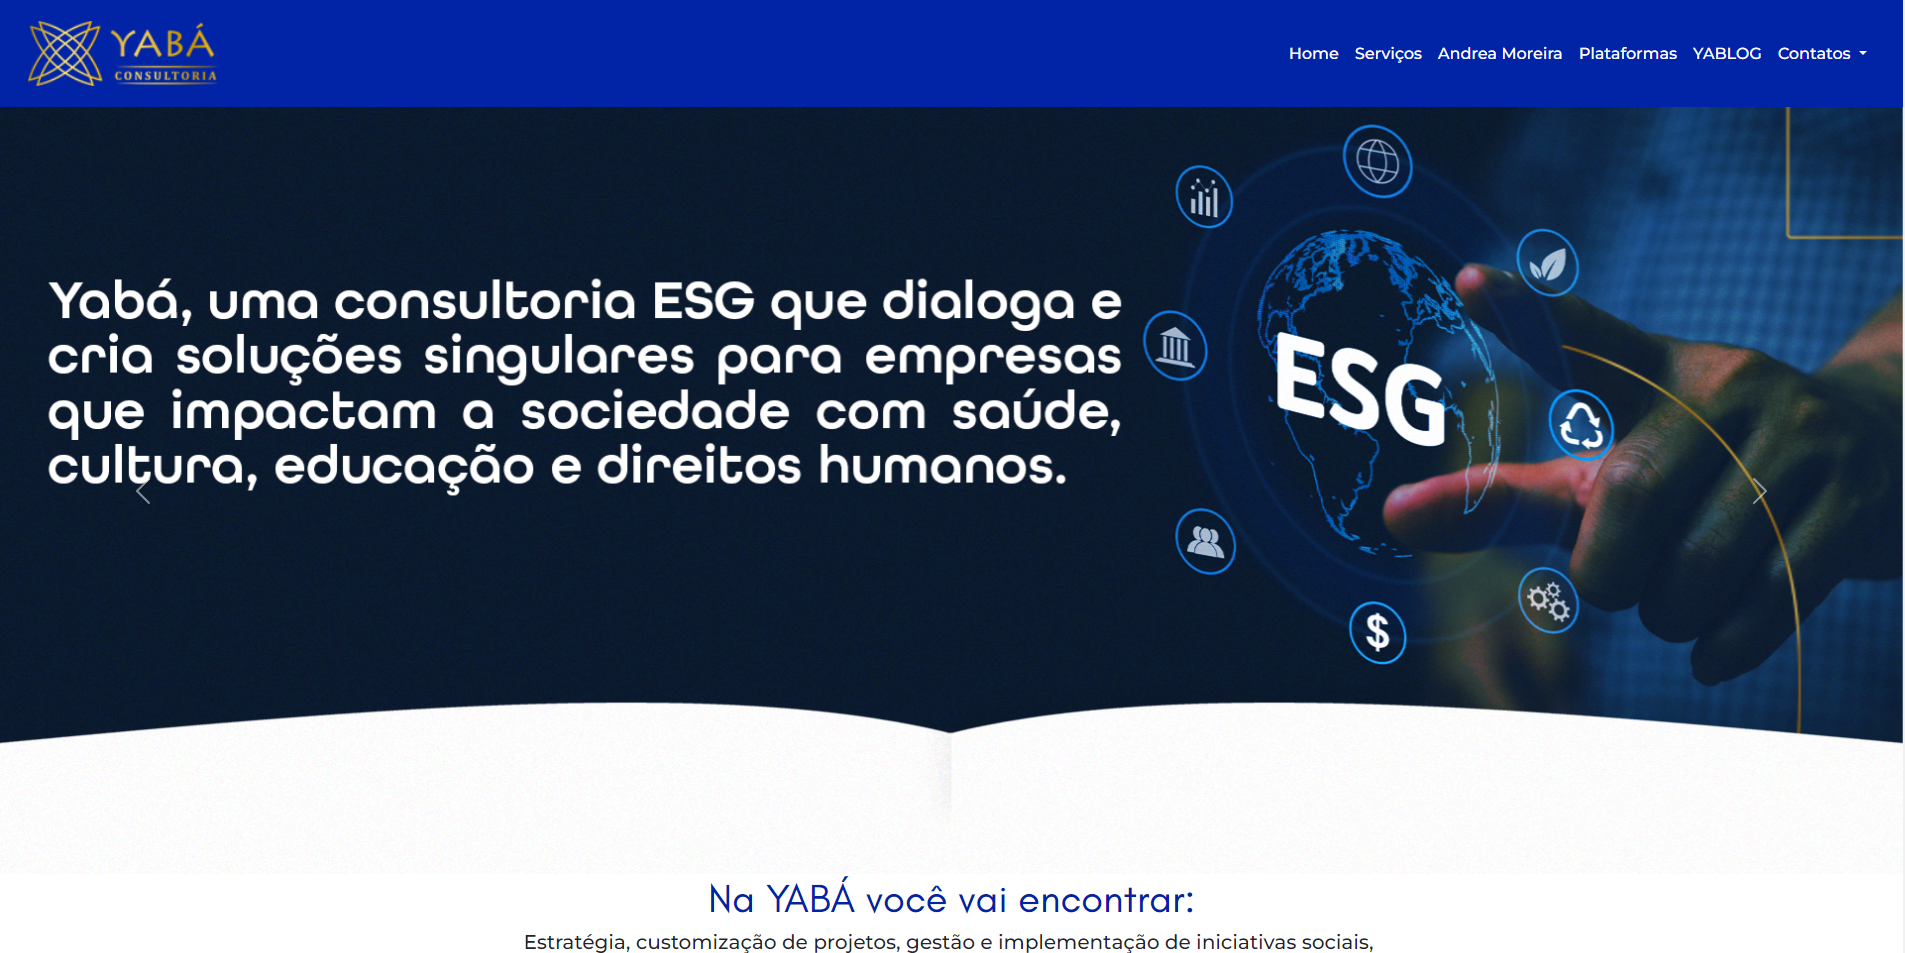 YABÁ
CONSULTORIA
Home Serviços Andrea Moreira Plataformas YABLOG Contatos
Yabá, uma consultoria ESG que dialoga e
cria soluções singulares para empresas
que impactam a sociedade com saúde,
cultura, educação e direitos humanos.
ESG
$
Na YABÁ você vai encontrar:
Estratégia, customização de projetos, gestão e implementação de iniciativas sociais,